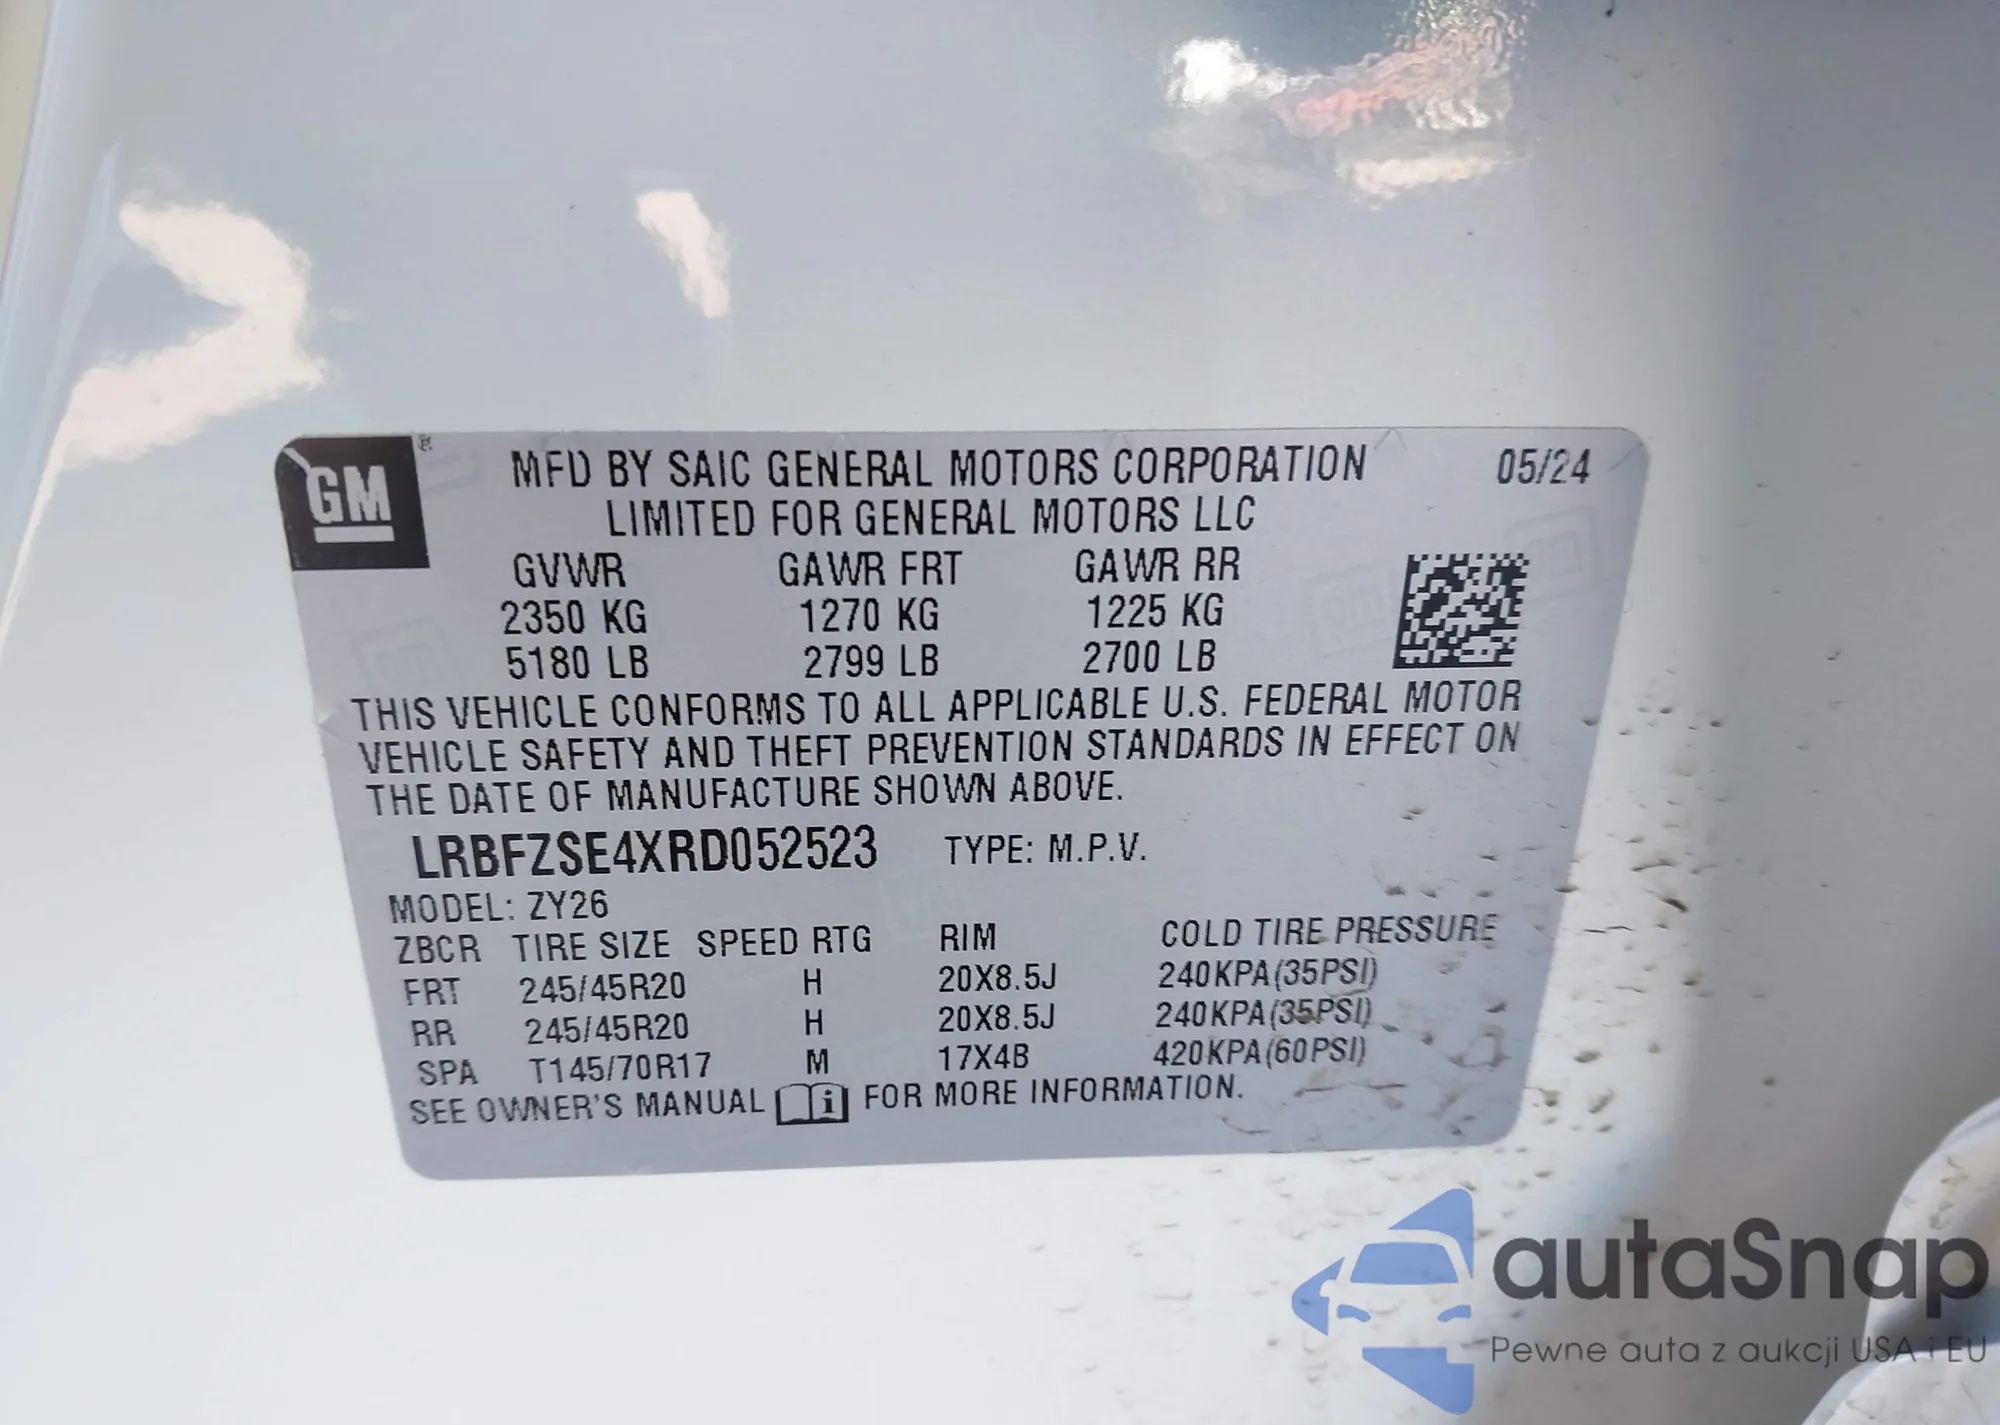 GM ®
MFD BY SAIC GENERAL MOTORS CORPORATION 05/24
LIMITED FOR GENERAL MOTORS LLC
GVWR GAWR FRT GAWR RR
2350 KG 1270 KG 1225 KG
5180 LB 2799 LB 2700 LB
THIS VEHICLE CONFORMS TO ALL APPLICABLE U.S. FEDERAL MOTOR
VEHICLE SAFETY AND THEFT PREVENTION STANDARDS IN EFFECT ON
THE DATE OF MANUFACTURE SHOWN ABOVE.
LRBFZSE4XRD052523 TYPE: M.P.V.
MODEL: ZY26
ZBCR TIRE SIZE SPEED RTG RIM COLD TIRE PRESSURE
FRT 245/45R20 H 20X8.5J 240KPA(35PSI)
RR 245/45R20 H 20X8.5J 240KPA(35PSI)
SPA T145/70R17 M 17X4B 420KPA(60PSI)
SEE OWNER'S MANUAL i FOR MORE INFORMATION.
autaSnap
Pewne auta z aukcji USA i EU